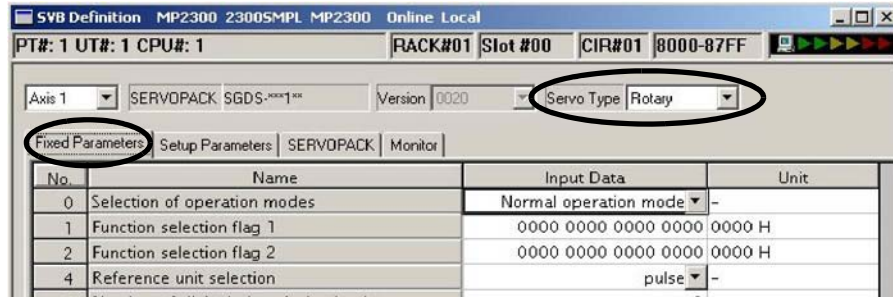 SVB Definition MP2300 2300SMPL MP2300 Online Local
PT#: 1 UT#: 1 CPU#: 1 RACK#01 Slot #00 CIR#01 8000-87FF
Axis 1 SERVOPACK SGDS-***1** Version 0020 Servo Type Rotary
Fixed Parameters Setup Parameters SERVOPACK Monitor
No. Name Input Data Unit
0 Selection of operation modes Normal operation mode -
1 Function selection flag 1 0000 0000 0000 0000 0000 H
2 Function selection flag 2 0000 0000 0000 0000 0000 H
4 Reference unit selection pulse -